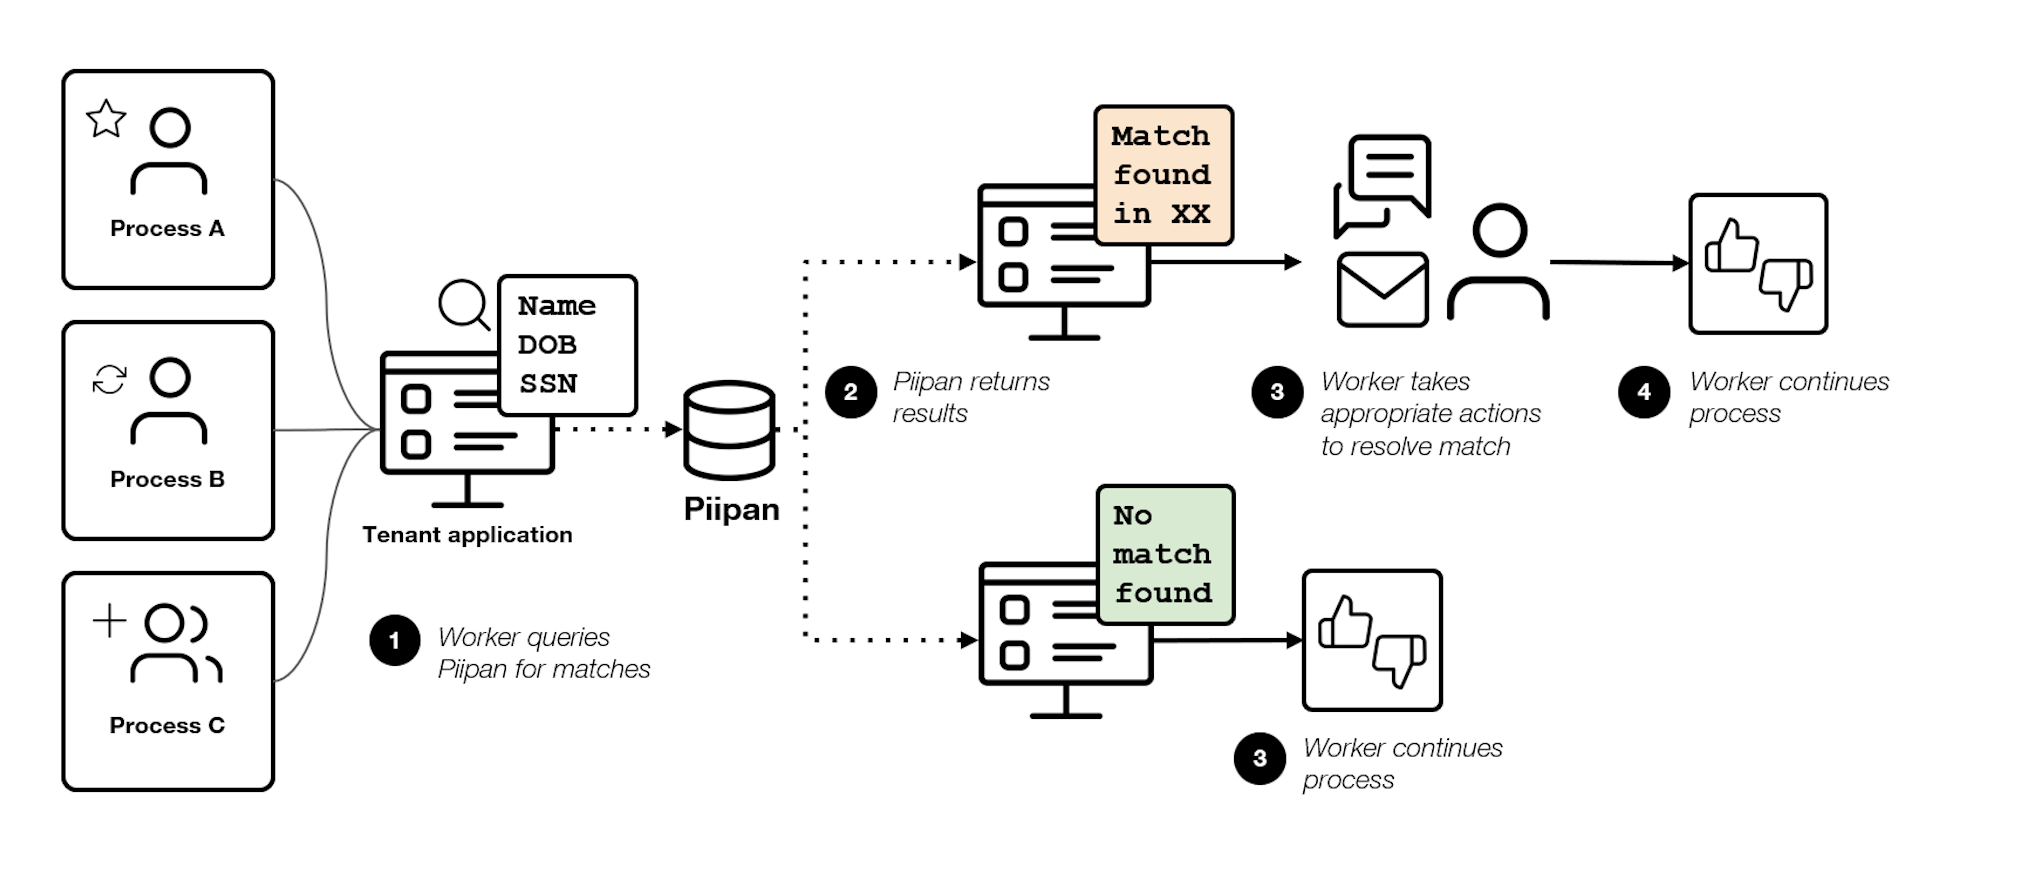 Process A
Process B
Process C
Name
DOB
SSN
Tenant application
1
Worker queries
Piipan for matches
Piipan
2
Piipan returns
results
Match
found
in XX
3
Worker takes
appropriate actions
to resolve match
4
Worker continues
process
No
match
found
3
Worker continues
process